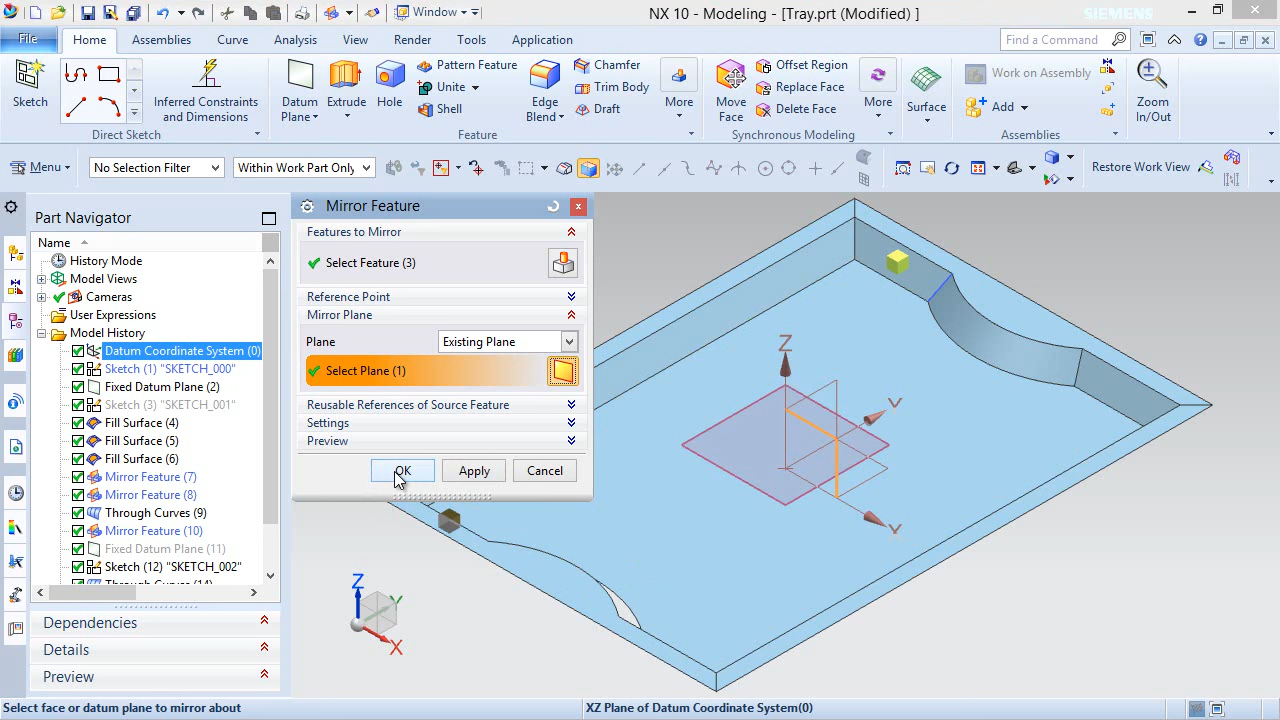 Window
NX 10 - Modeling - [Tray.prt (Modified) ]
SIEMENS
File
Home
Assemblies
Curve
Analysis
View
Render
Tools
Application
Find a Command
Sketch
Inferred Constraints
and Dimensions
Direct Sketch
Datum
Plane
Extrude
Hole
Pattern Feature
Unite
Shell
Edge
Blend
Chamfer
Trim Body
Draft
More
Feature
Move
Face
Offset Region
Replace Face
Delete Face
More
Synchronous Modeling
Surface
Work on Assembly
Add
Assemblies
Zoom
In/Out
Menu
No Selection Filter
Within Work Part Only
Restore Work View
Part Navigator
Name
History Mode
Model Views
Cameras
User Expressions
Model History
Datum Coordinate System (0)
Sketch (1) "SKETCH_000"
Fixed Datum Plane (2)
Sketch (3) "SKETCH_001"
Fill Surface (4)
Fill Surface (5)
Fill Surface (6)
Mirror Feature (7)
Mirror Feature (8)
Through Curves (9)
Mirror Feature (10)
Fixed Datum Plane (11)
Sketch (12) "SKETCH_002"
Through Curves (14)
Dependencies
Details
Preview
Mirror Feature
Features to Mirror
Select Feature (3)
Reference Point
Mirror Plane
Plane
Existing Plane
Select Plane (1)
Reusable References of Source Feature
Settings
Preview
OK
Apply
Cancel
Z
Z
Y
X
Select face or datum plane to mirror about
XZ Plane of Datum Coordinate System(0)